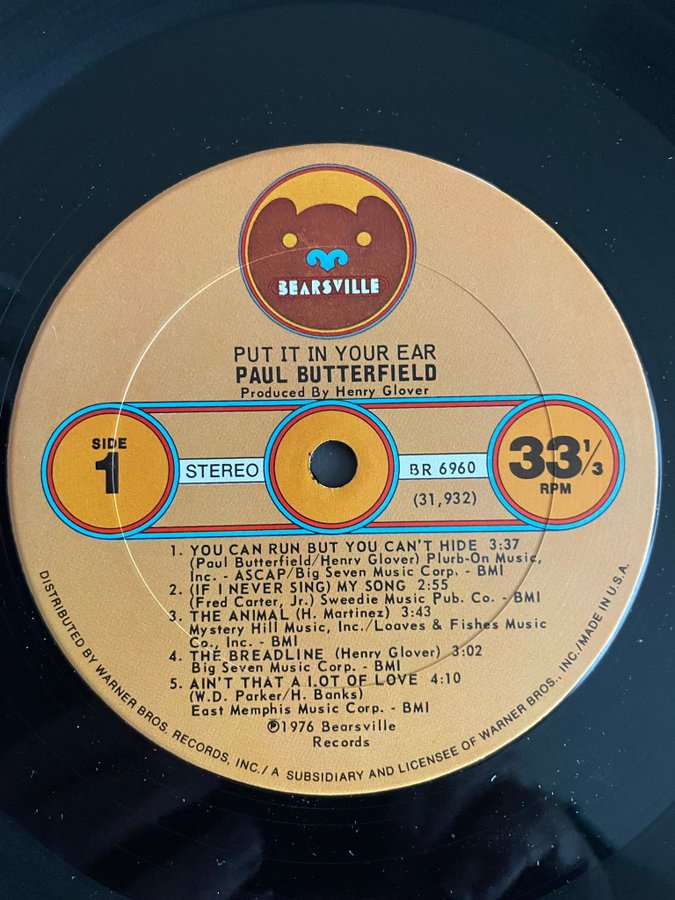 BEARSVILLE
PUT IT IN YOUR EAR
PAUL BUTTERFIELD
Produced By Henry Glover
SIDE
1
STEREO
BR 6960
(31,932)
33 1/3
RPM
1. YOU CAN RUN BUT YOU CAN'T HIDE 3:37
(Paul Butterfield/Henry Glover) Plurb-On Music,
Inc. - ASCAP/Big Seven Music Corp. - BMI
2. (IF I NEVER SING) MY SONG 2:55
(Fred Carter, Jr.) Sweedie Music Pub. Co. - BMI
3. THE ANIMAL (H. Martinez) 3:43
Mystery Hill Music, Inc./Loaves & Fishes Music
Co., Inc. - BMI
4. THE BREADLINE (Henry Glover) 3:02
Big Seven Music Corp. - BMI
5. AIN'T THAT A LOT OF LOVE 4:10
(W.D. Parker/H. Banks)
East Memphis Music Corp. - BMI
℗1976 Bearsville
Records
DISTRIBUTED BY WARNER BROS. RECORDS, INC./ A SUBSIDIARY AND LICENSEE OF WARNER BROS., INC./MADE IN U.S.A.